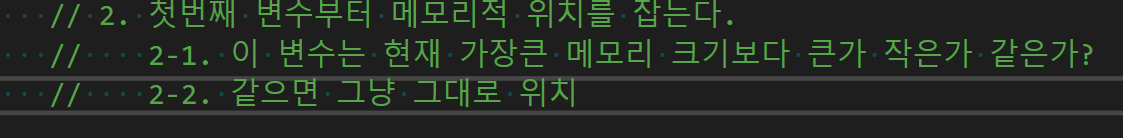 // 2. 첫번째 변수부터 메모리적 위치를 잡는다.
// 2-1. 이 변수는 현재 가장큰 메모리 크기보다 큰가 작은가 같은가?
// 2-2. 같으면 그냥 그대로 위치